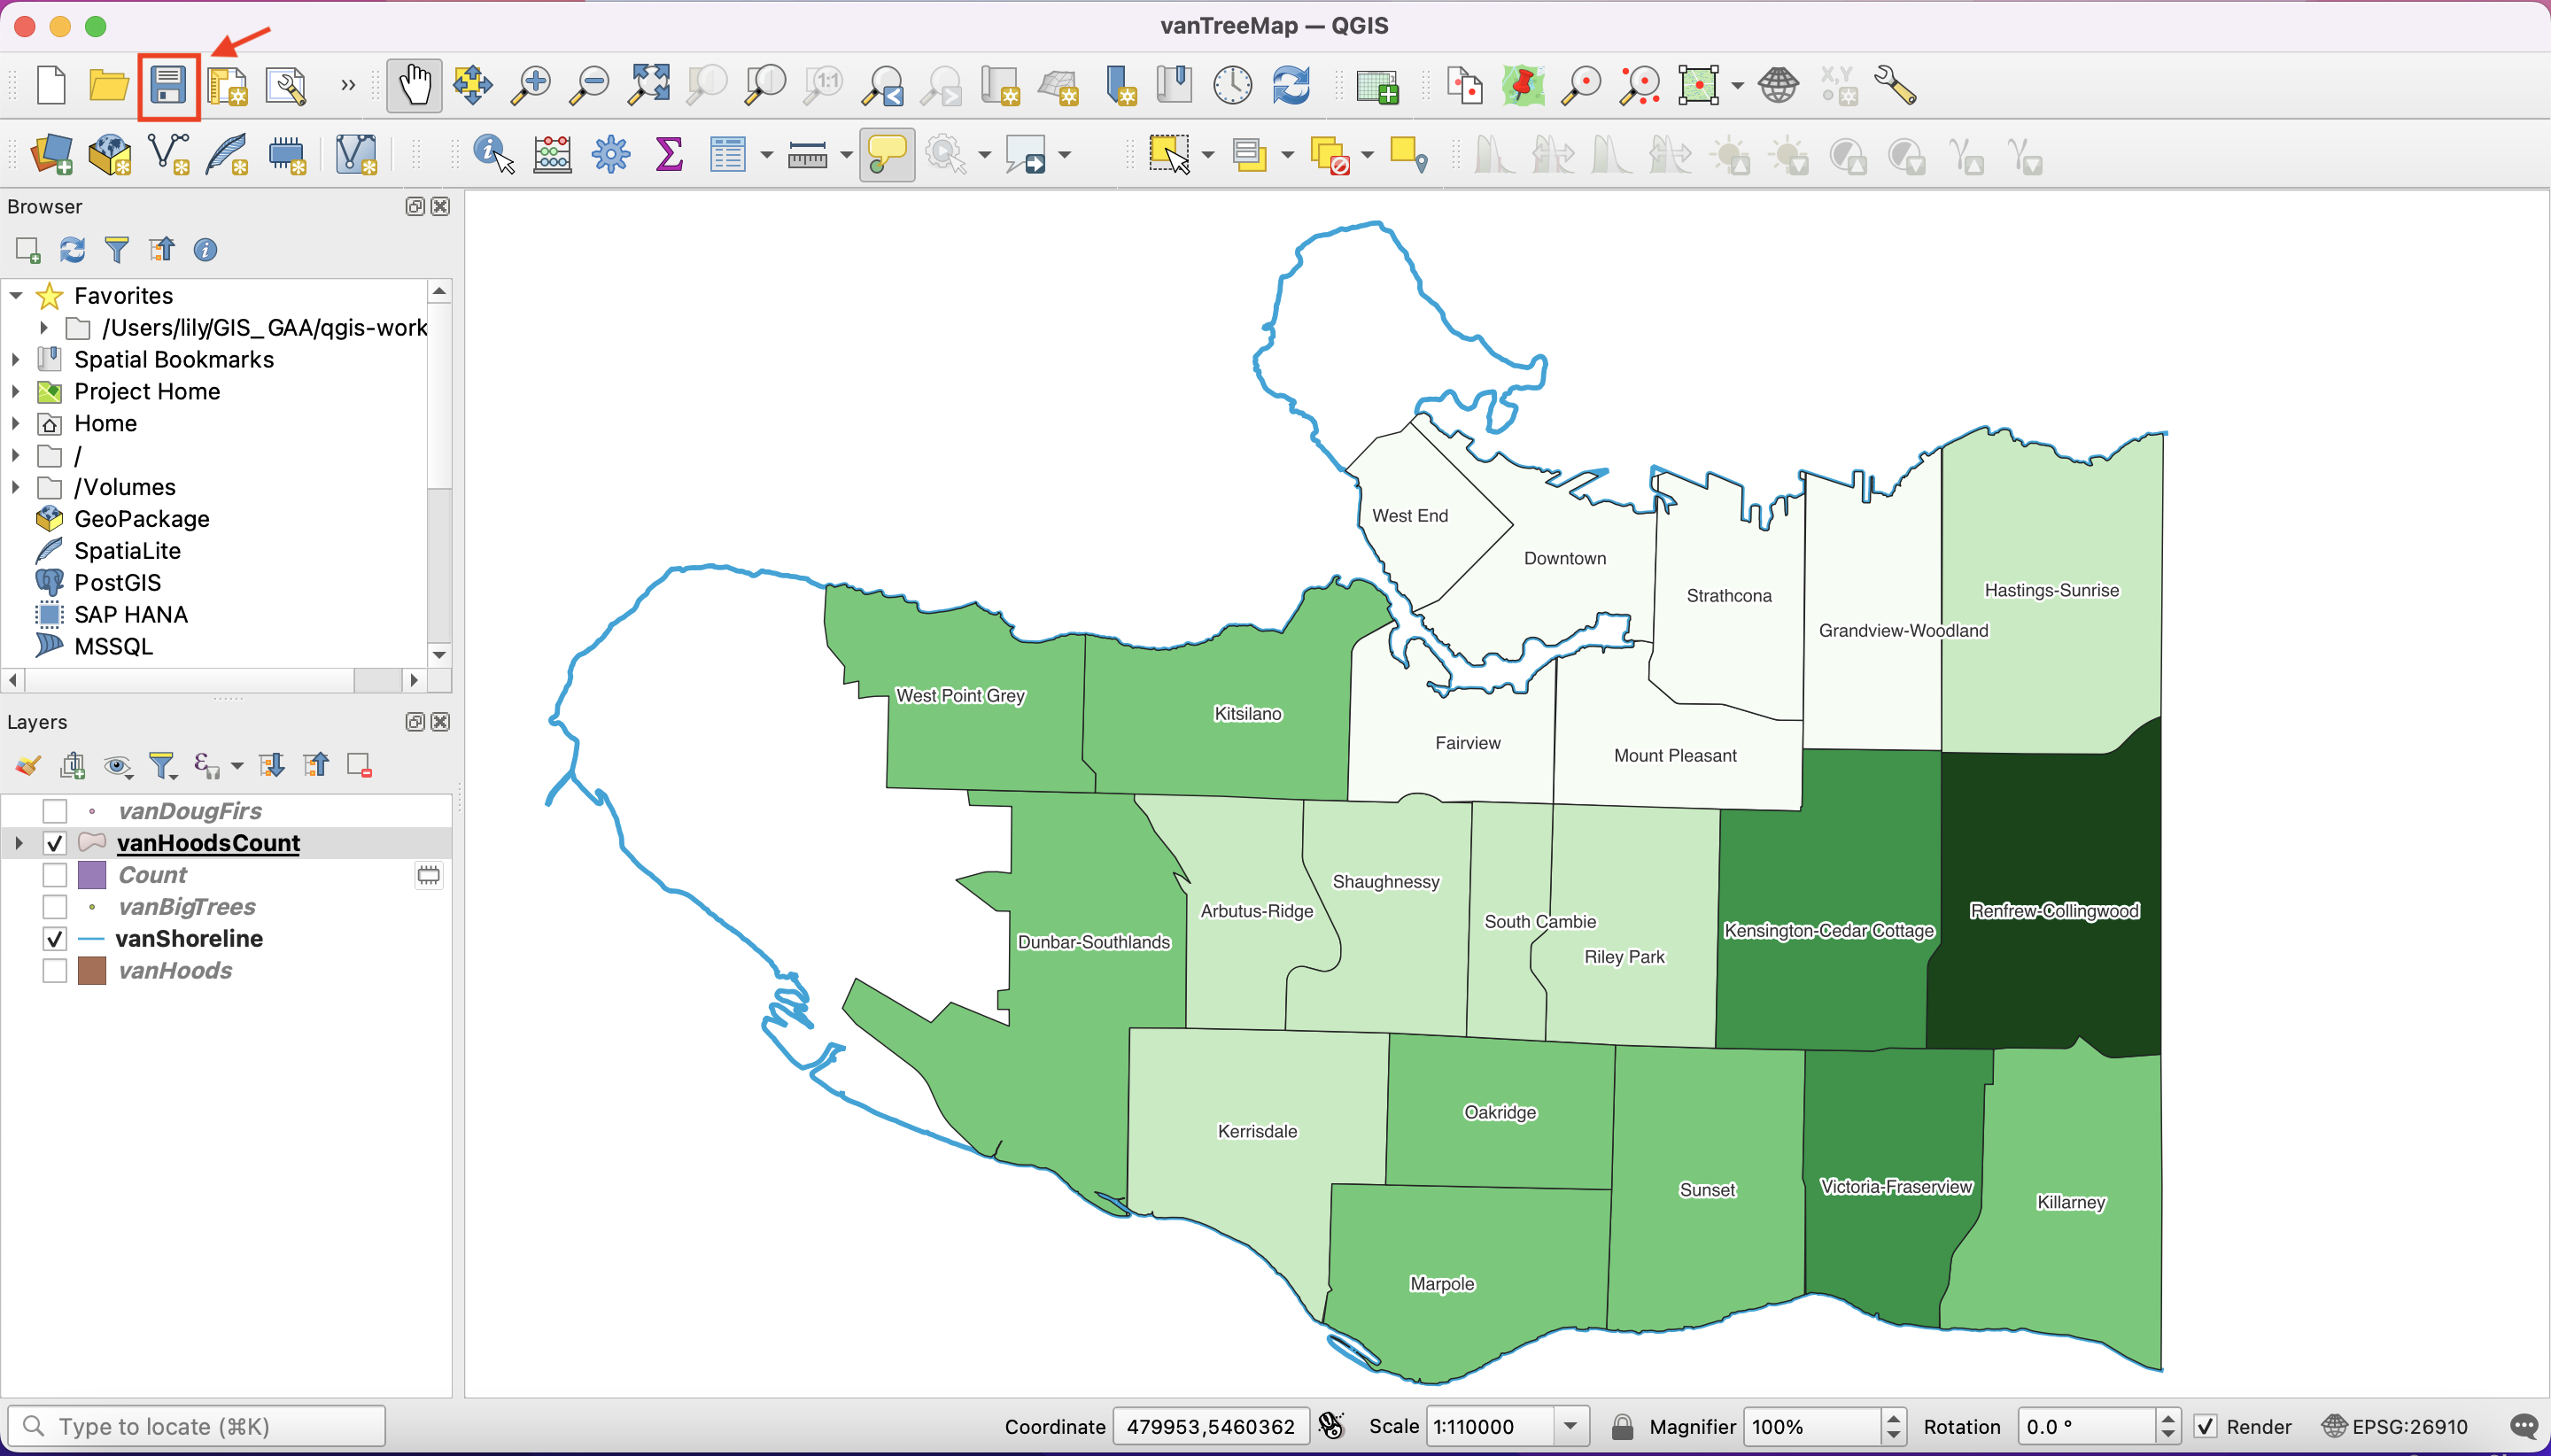 vanTreeMap — QGIS
Browser
Favorites
/Users/lily/GIS_GAA/qgis-work
Spatial Bookmarks
Project Home
Home
/
/Volumes
GeoPackage
SpatiaLite
PostGIS
SAP HANA
MSSQL
Layers
vanDougFirs
vanHoodsCount
Count
vanBigTrees
vanShoreline
vanHoods
West End
Downtown
Strathcona
Hastings-Sunrise
Grandview-Woodland
West Point Grey
Kitsilano
Fairview
Mount Pleasant
Shaughnessy
Arbutus-Ridge
South Cambie
Renfrew-Collingwood
Kensington-Cedar Cottage
Dunbar-Southlands
Riley Park
Oakridge
Kerrisdale
Sunset
Victoria-Fraserview
Killarney
Marpole
Type to locate (⌘K)
Coordinate 479953,5460362 Scale 1:110000 Magnifier 100% Rotation 0.0 ° Render EPSG:26910